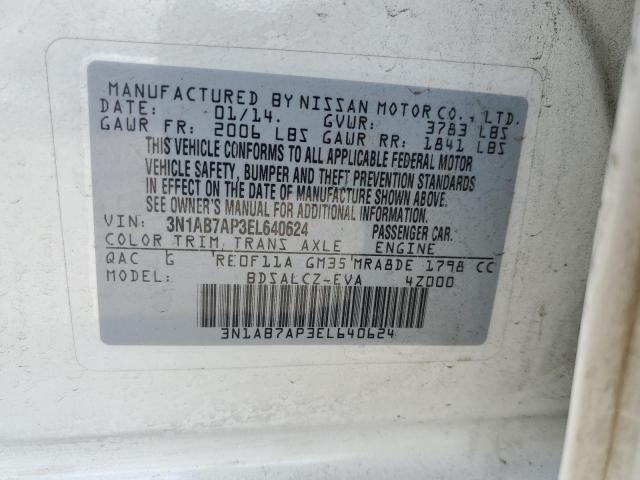 MANUFACTURED BY NISSAN MOTOR CO., LTD.
DATE: 01/14. GVWR: 3783 LBS
GAWR FR: 2006 LBS GAWR RR: 1841 LBS
THIS VEHICLE CONFORMS TO ALL APPLICABLE FEDERAL MOTOR
VEHICLE SAFETY, BUMPER AND THEFT PREVENTION STANDARDS
IN EFFECT ON THE DATE OF MANUFACTURE SHOWN ABOVE.
SEE OWNER'S MANUAL FOR ADDITIONAL INFORMATION.
VIN: 3N1AB7AP3EL640624 PASSENGER CAR.
COLOR TRIM, TRANS AXLE ENGINE
QAC G RE0F11A GM35 MRA8DE 1798 CC
MODEL: BDSALCZ-EVA 4Z000
3N1AB7AP3EL640624